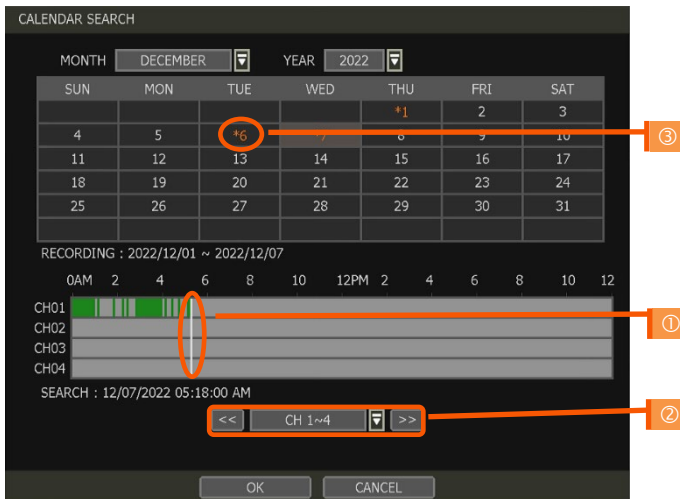 CALENDAR SEARCH
MONTH DECEMBER YEAR 2022
SUN MON TUE WED THU FRI SAT
*1 2 3
4 5 *6 *7 8 9 10
③
11 12 13 14 15 16 17
18 19 20 21 22 23 24
25 26 27 28 29 30 31
RECORDING : 2022/12/01 ~ 2022/12/07
0AM 2 4 6 8 10 12PM 2 4 6 8 10 12
CH01
①
CH02
CH03
CH04
SEARCH : 12/07/2022 05:18:00 AM
<< CH 1~4 >>
②
OK CANCEL